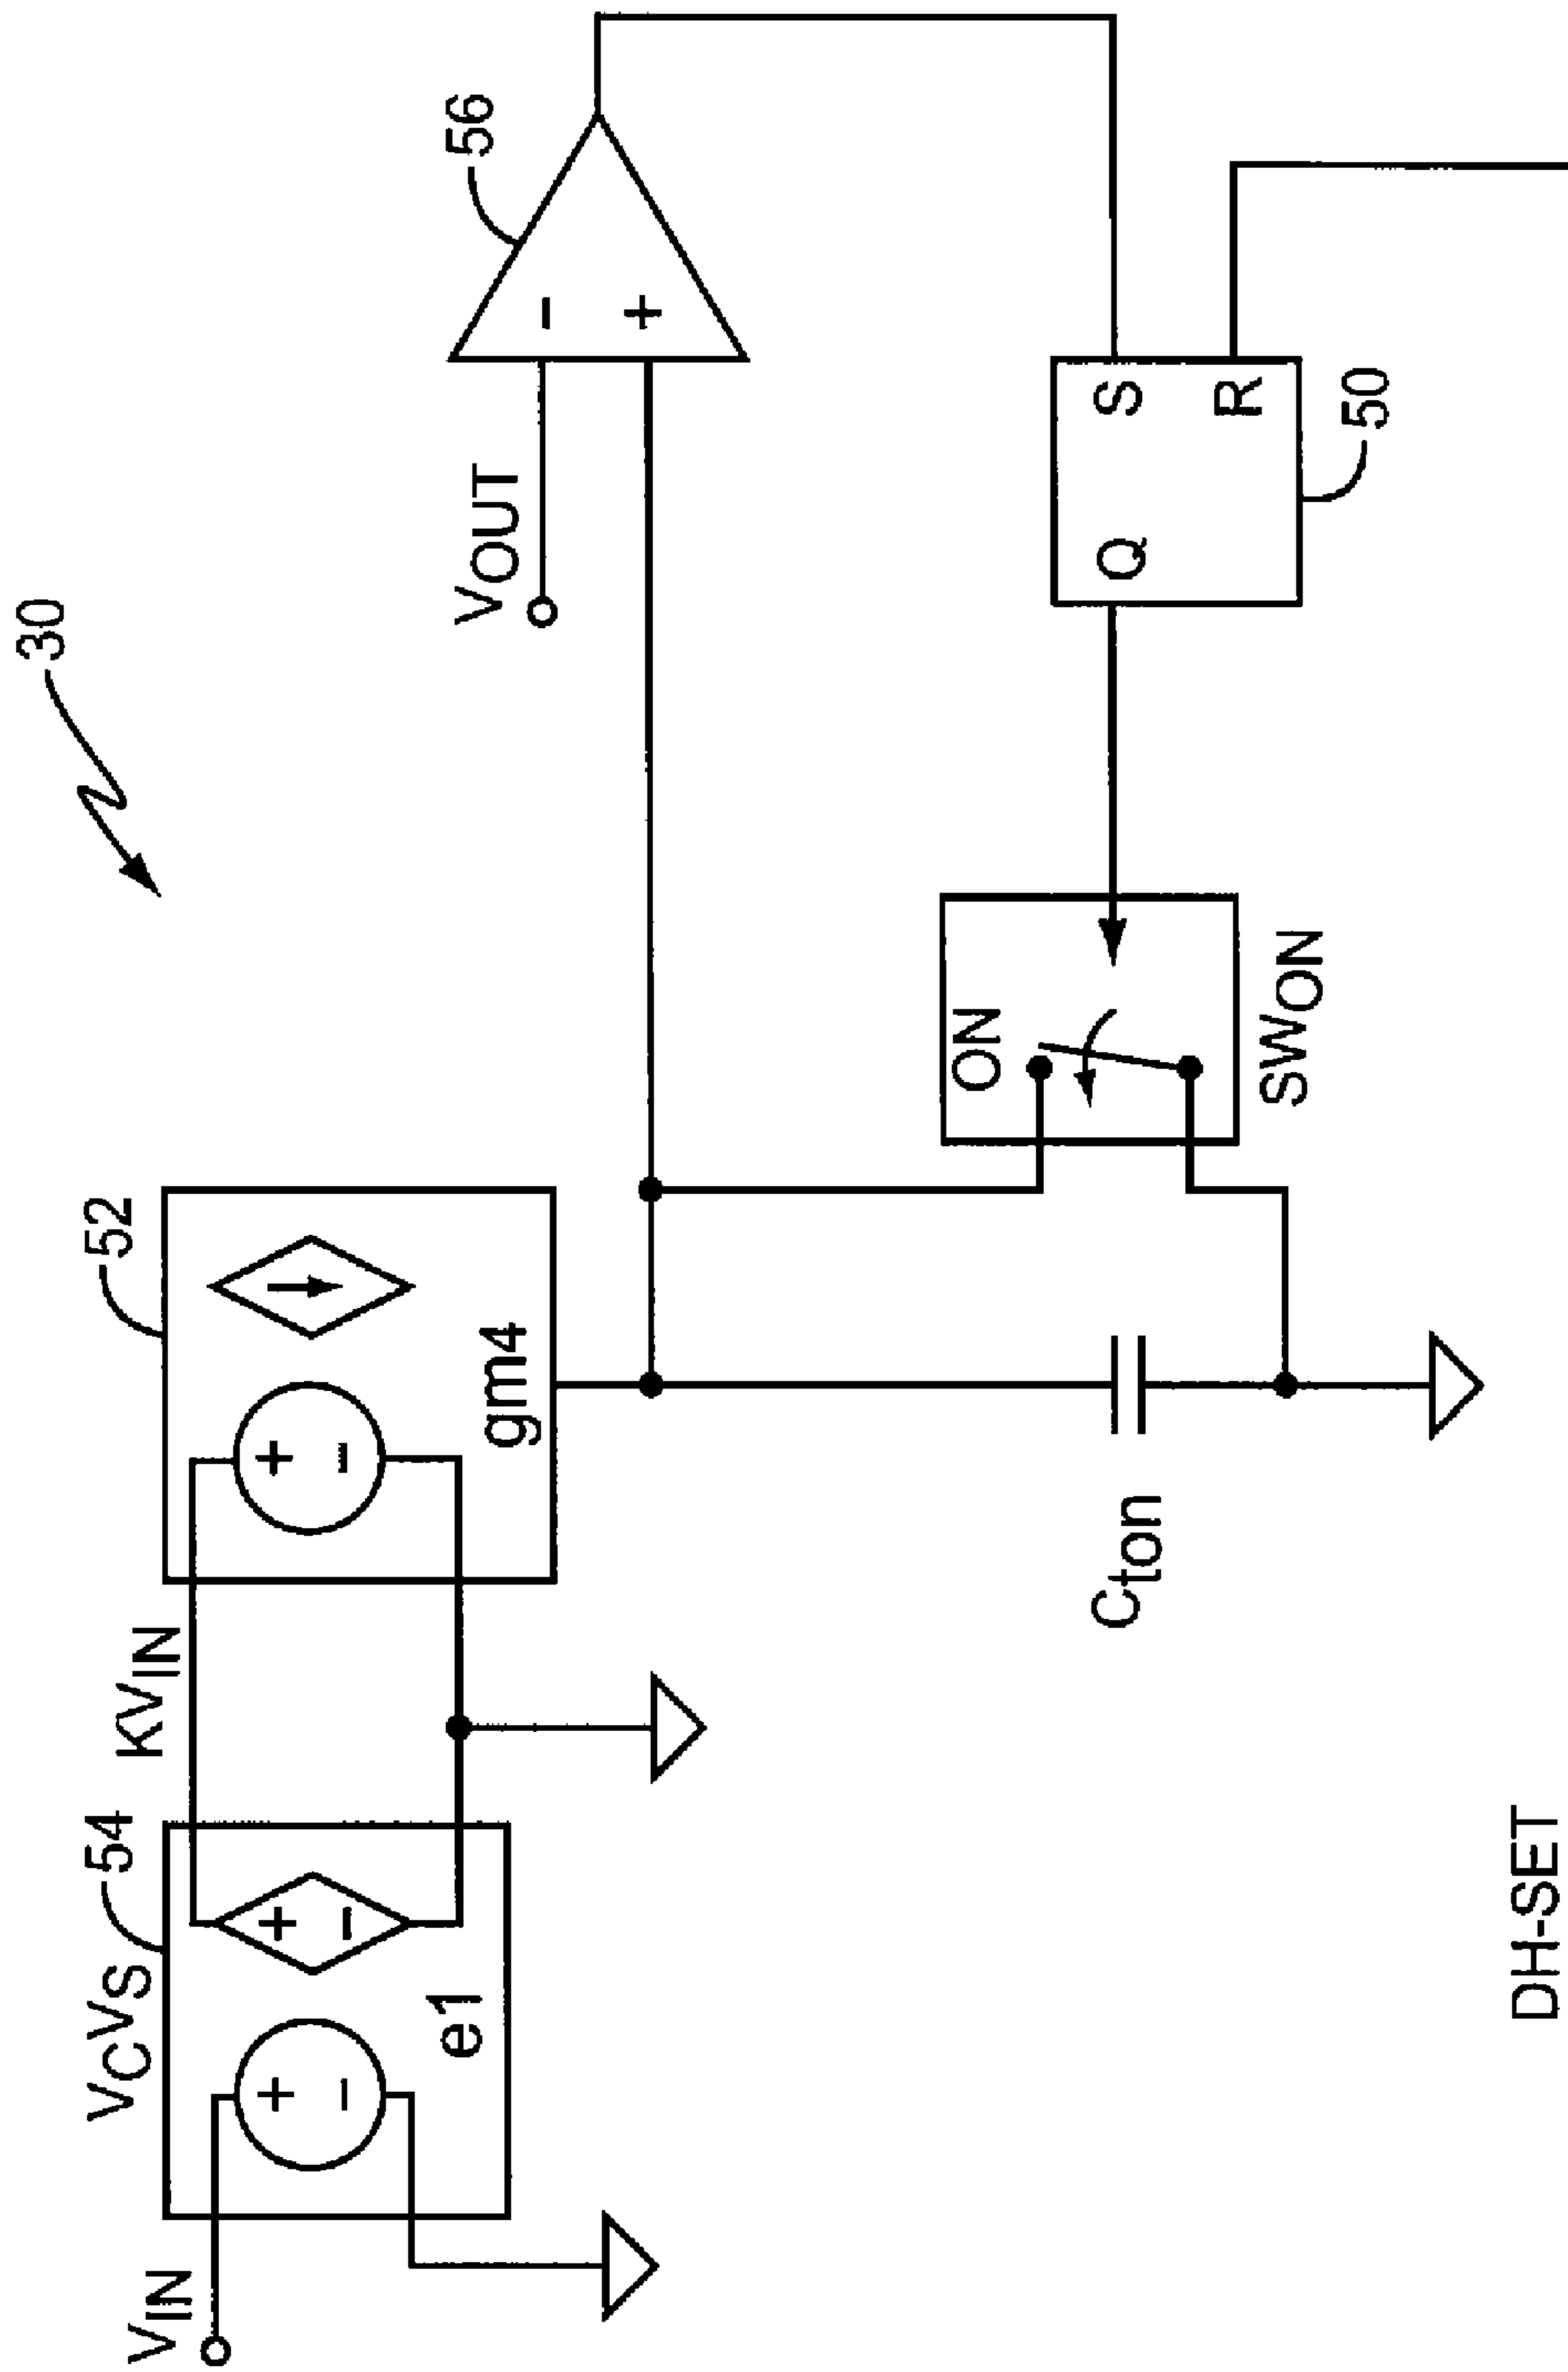 30
VIN
VCVS
54
+
-
+
-
e1
KVIN
52
+
-
gm4
VOUT
-
+
56
Cton
ON
SWON
Q
S
R
50
DH-SET